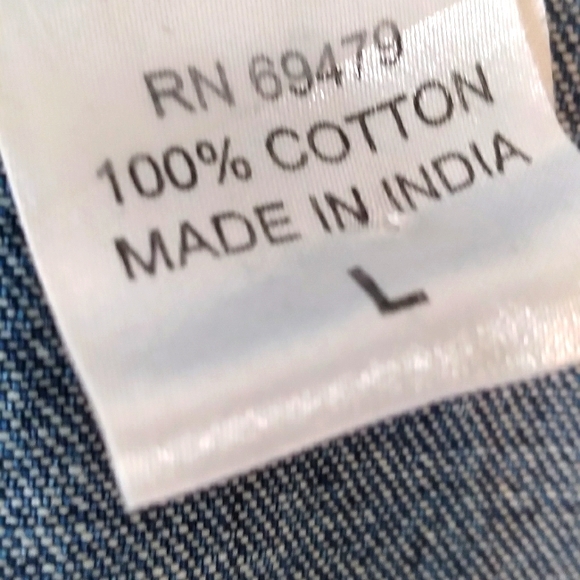 RN 69479
100% COTTON
MADE IN INDIA
L